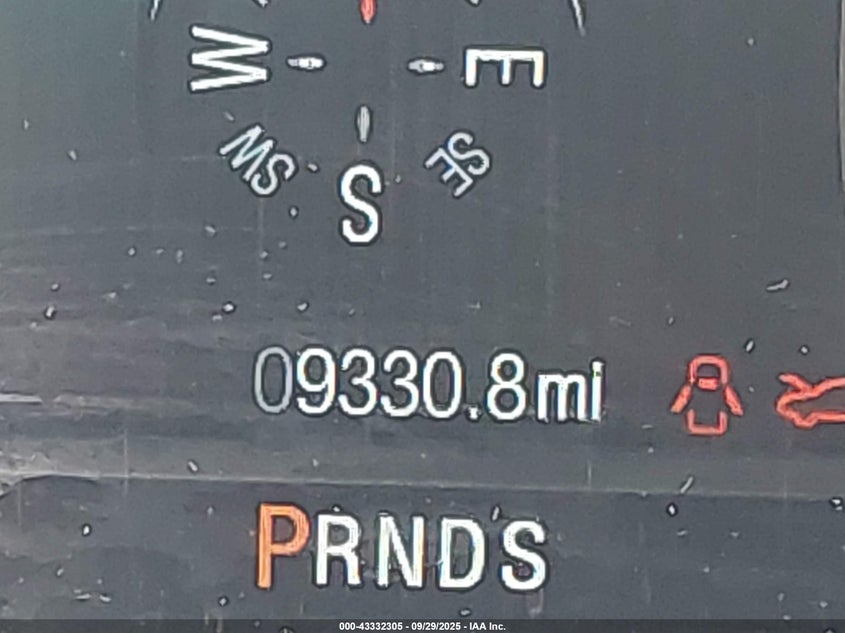 W E
SW SE
S
09330.8mi
PRNDS
000-43332305 - 09/29/2025 - IAA Inc.